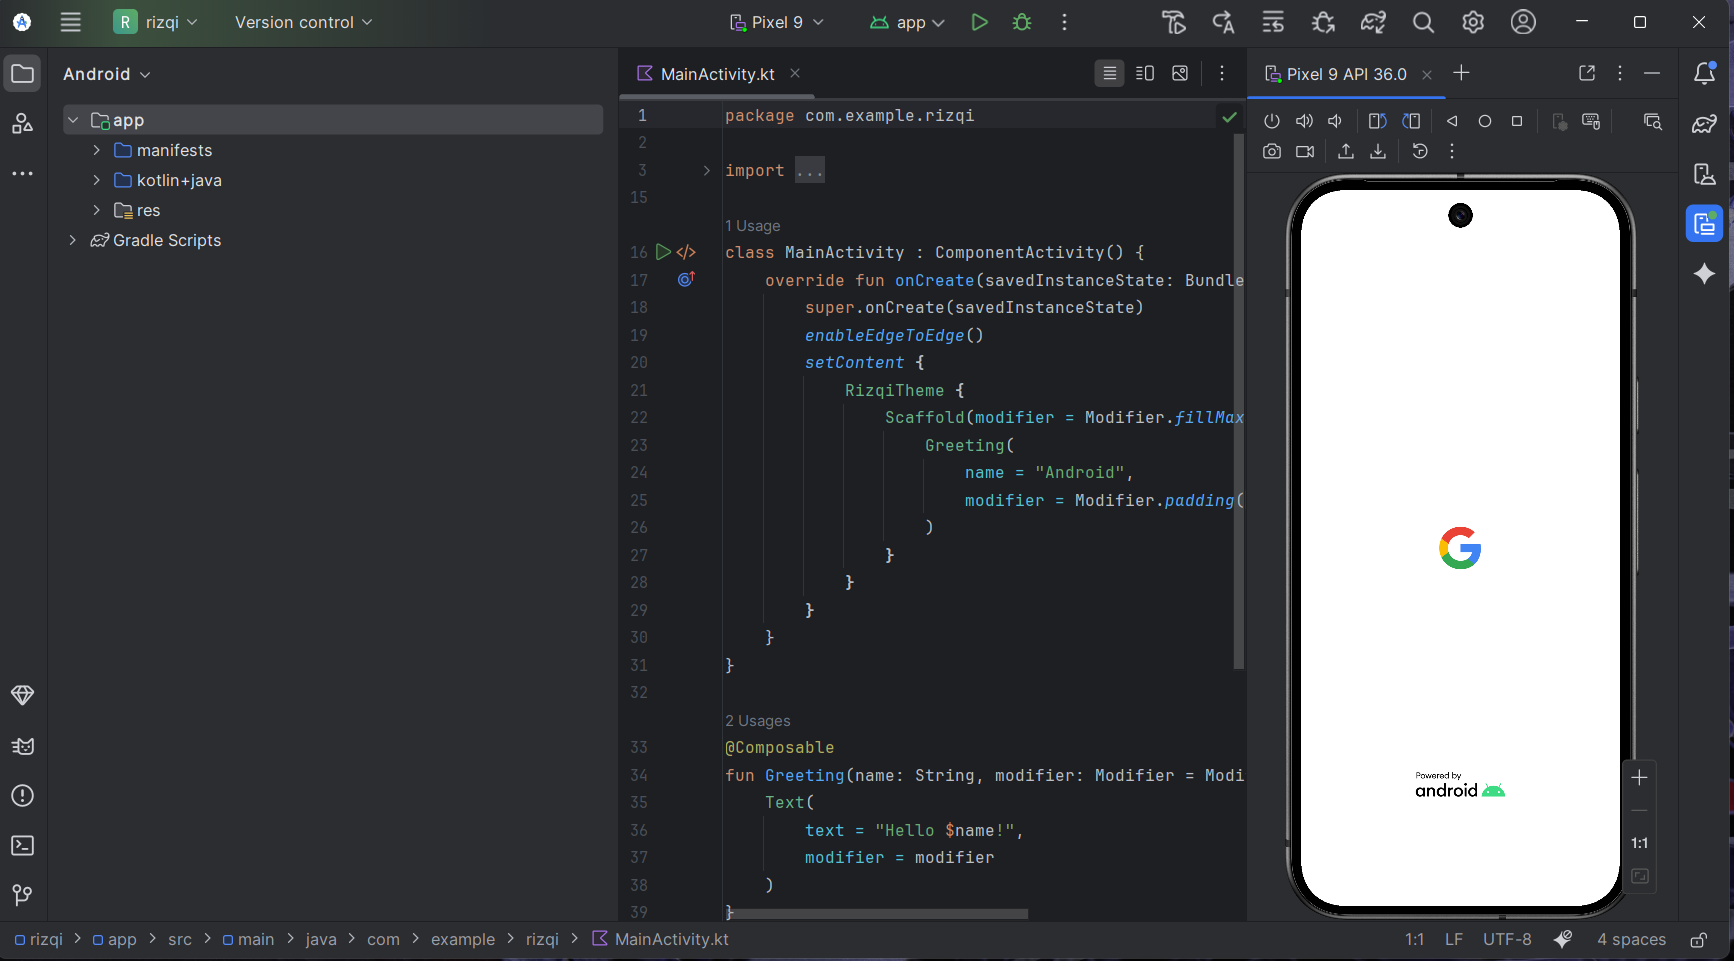 R rizqi Version control Pixel 9 app
Android
app
manifests
kotlin+java
res
Gradle Scripts
MainActivity.kt
1 package com.example.rizqi
2
3 import ...
15
1 Usage
16 class MainActivity : ComponentActivity() {
17 override fun onCreate(savedInstanceState: Bundle
18 super.onCreate(savedInstanceState)
19 enableEdgeToEdge()
20 setContent {
21 RizqiTheme {
22 Scaffold(modifier = Modifier.fillMax
23 Greeting(
24 name = "Android",
25 modifier = Modifier.padding(
26 )
27 }
28 }
29 }
30 }
31 }
32
2 Usages
33 @Composable
34 fun Greeting(name: String, modifier: Modifier = Modi
35 Text(
36 text = "Hello $name!",
37 modifier = modifier
38 )
39 }
Pixel 9 API 36.0
G
Powered by
android
1:1
rizqi > app > src > main > java > com > example > rizqi > MainActivity.kt
1:1 LF UTF-8 4 spaces